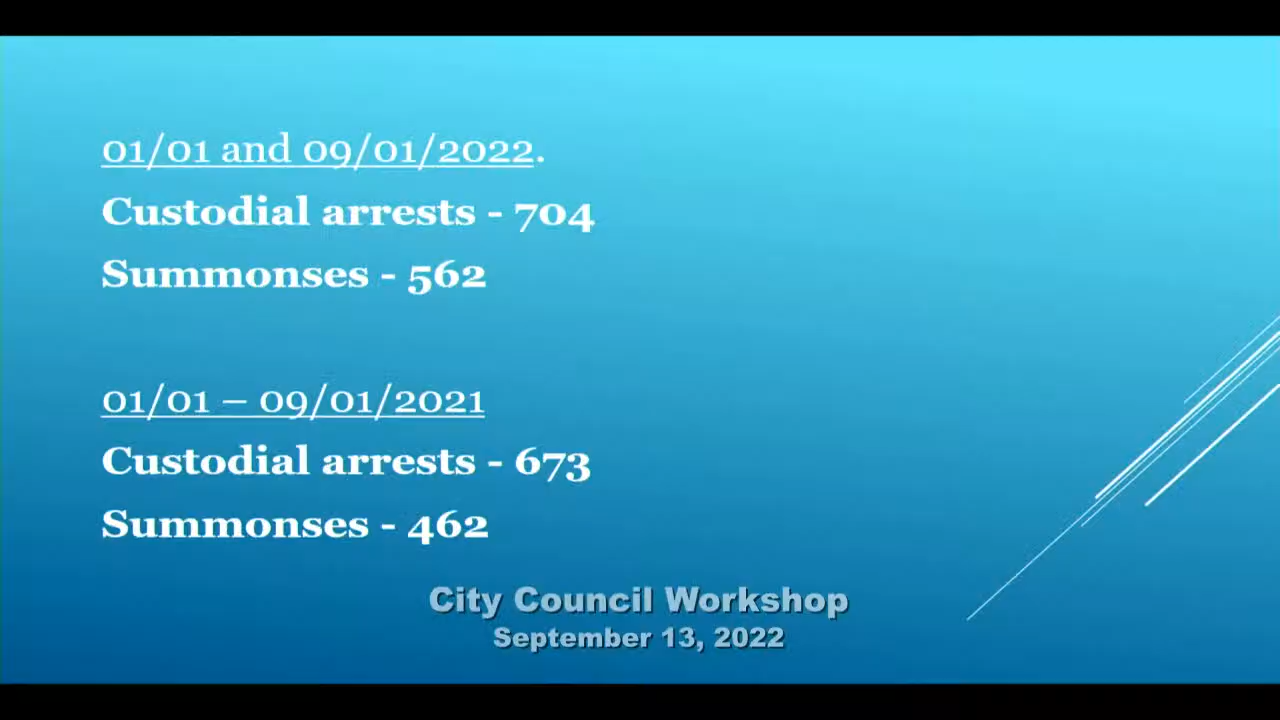 01/01 and 09/01/2022.
Custodial arrests - 704
Summonses - 562
01/01 – 09/01/2021
Custodial arrests - 673
Summonses - 462
City Council Workshop
September 13, 2022